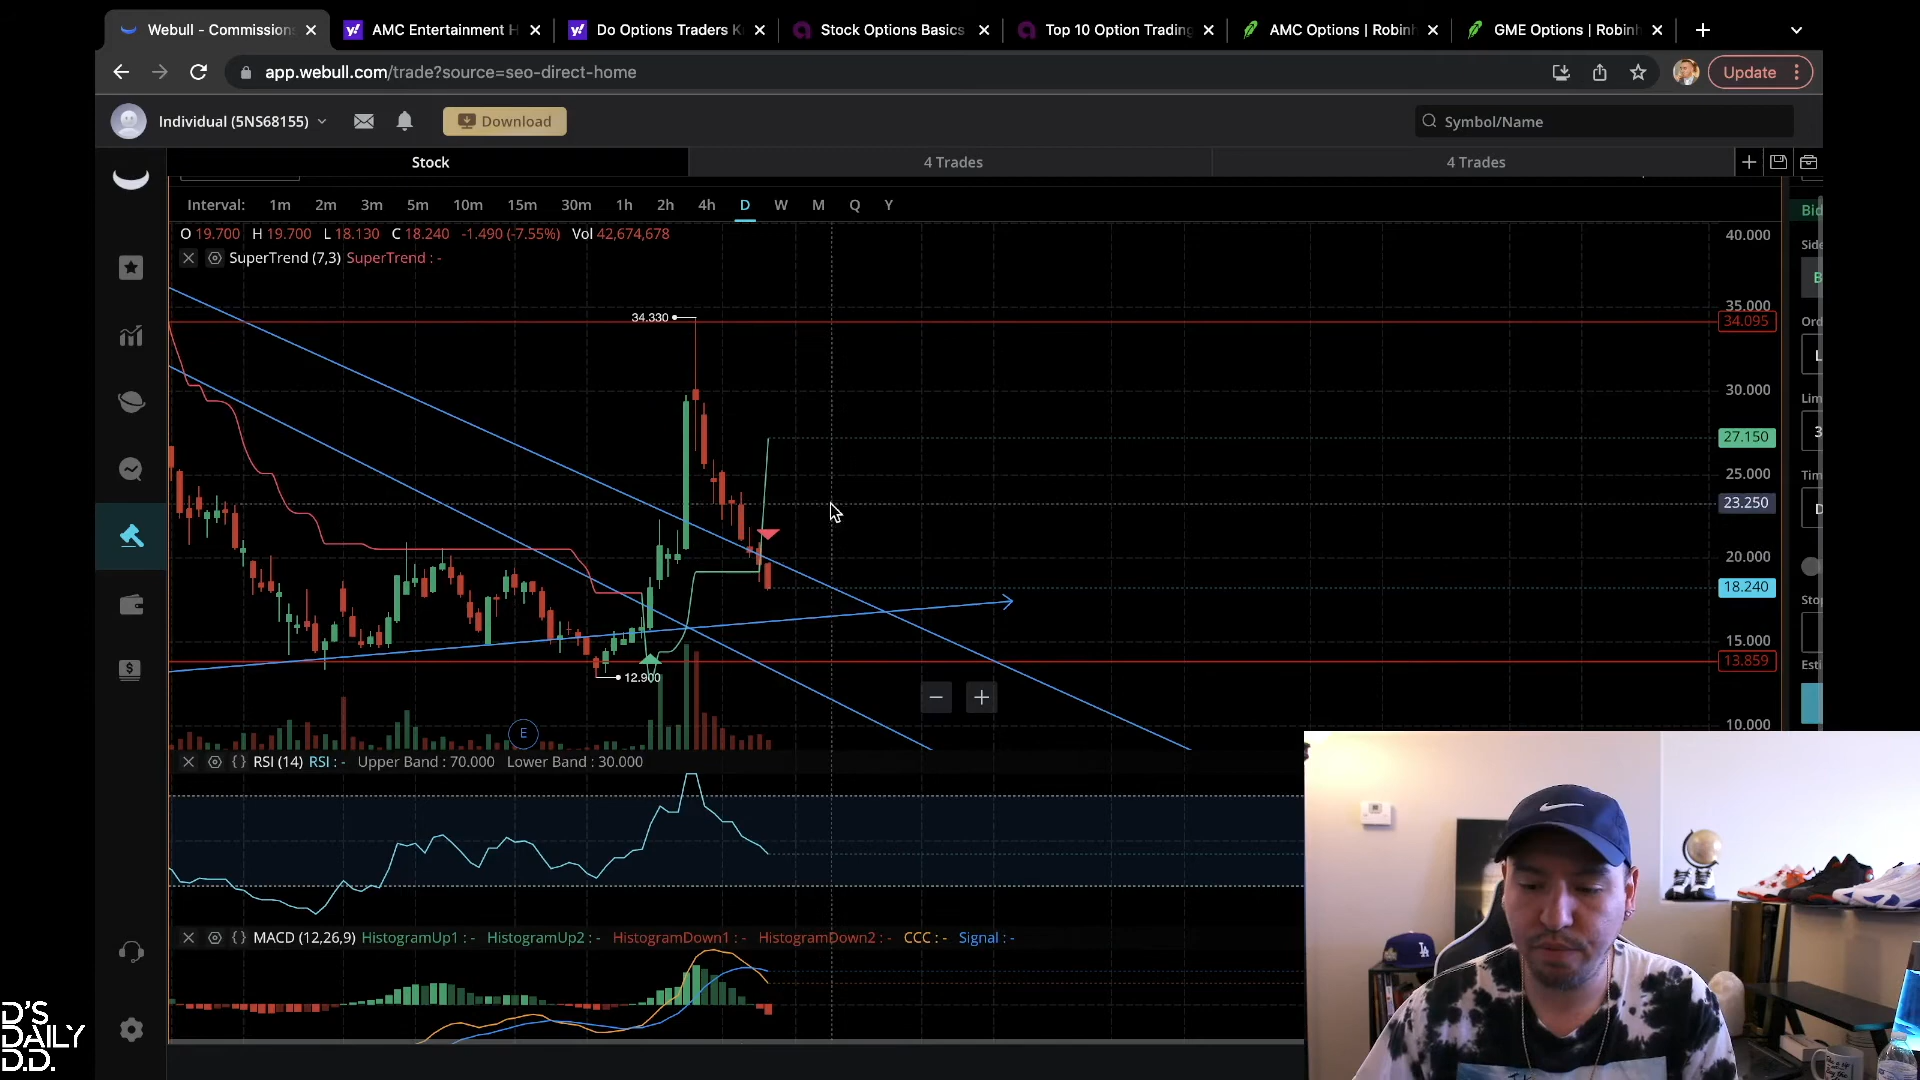 Webull - Commissions
AMC Entertainment H
Do Options Traders K
Stock Options Basics
Top 10 Option Trading
AMC Options | Robinh
GME Options | Robinh
app.webull.com/trade?source=seo-direct-home
Update
Individual (5NS68155)
Download
Symbol/Name
Stock
4 Trades
4 Trades
Interval: 1m 2m 3m 5m 10m 15m 30m 1h 2h 4h D W M Q Y
Bid
O 19.700 H 19.700 L 18.130 C 18.240 -1.490 (-7.55%) Vol 42,674,678
40.000
SuperTrend (7,3) SuperTrend : -
35.000
34.330
34.095
30.000
27.150
25.000
23.250
20.000
18.240
15.000
13.859
12.900
10.000
E
RSI (14) RSI : - Upper Band : 70.000 Lower Band : 30.000
MACD (12,26,9) HistogramUp1 : - HistogramUp2 : - HistogramDown1 : - HistogramDown2 : - CCC : - Signal : -
LA
D'S
DAILY
D.D.